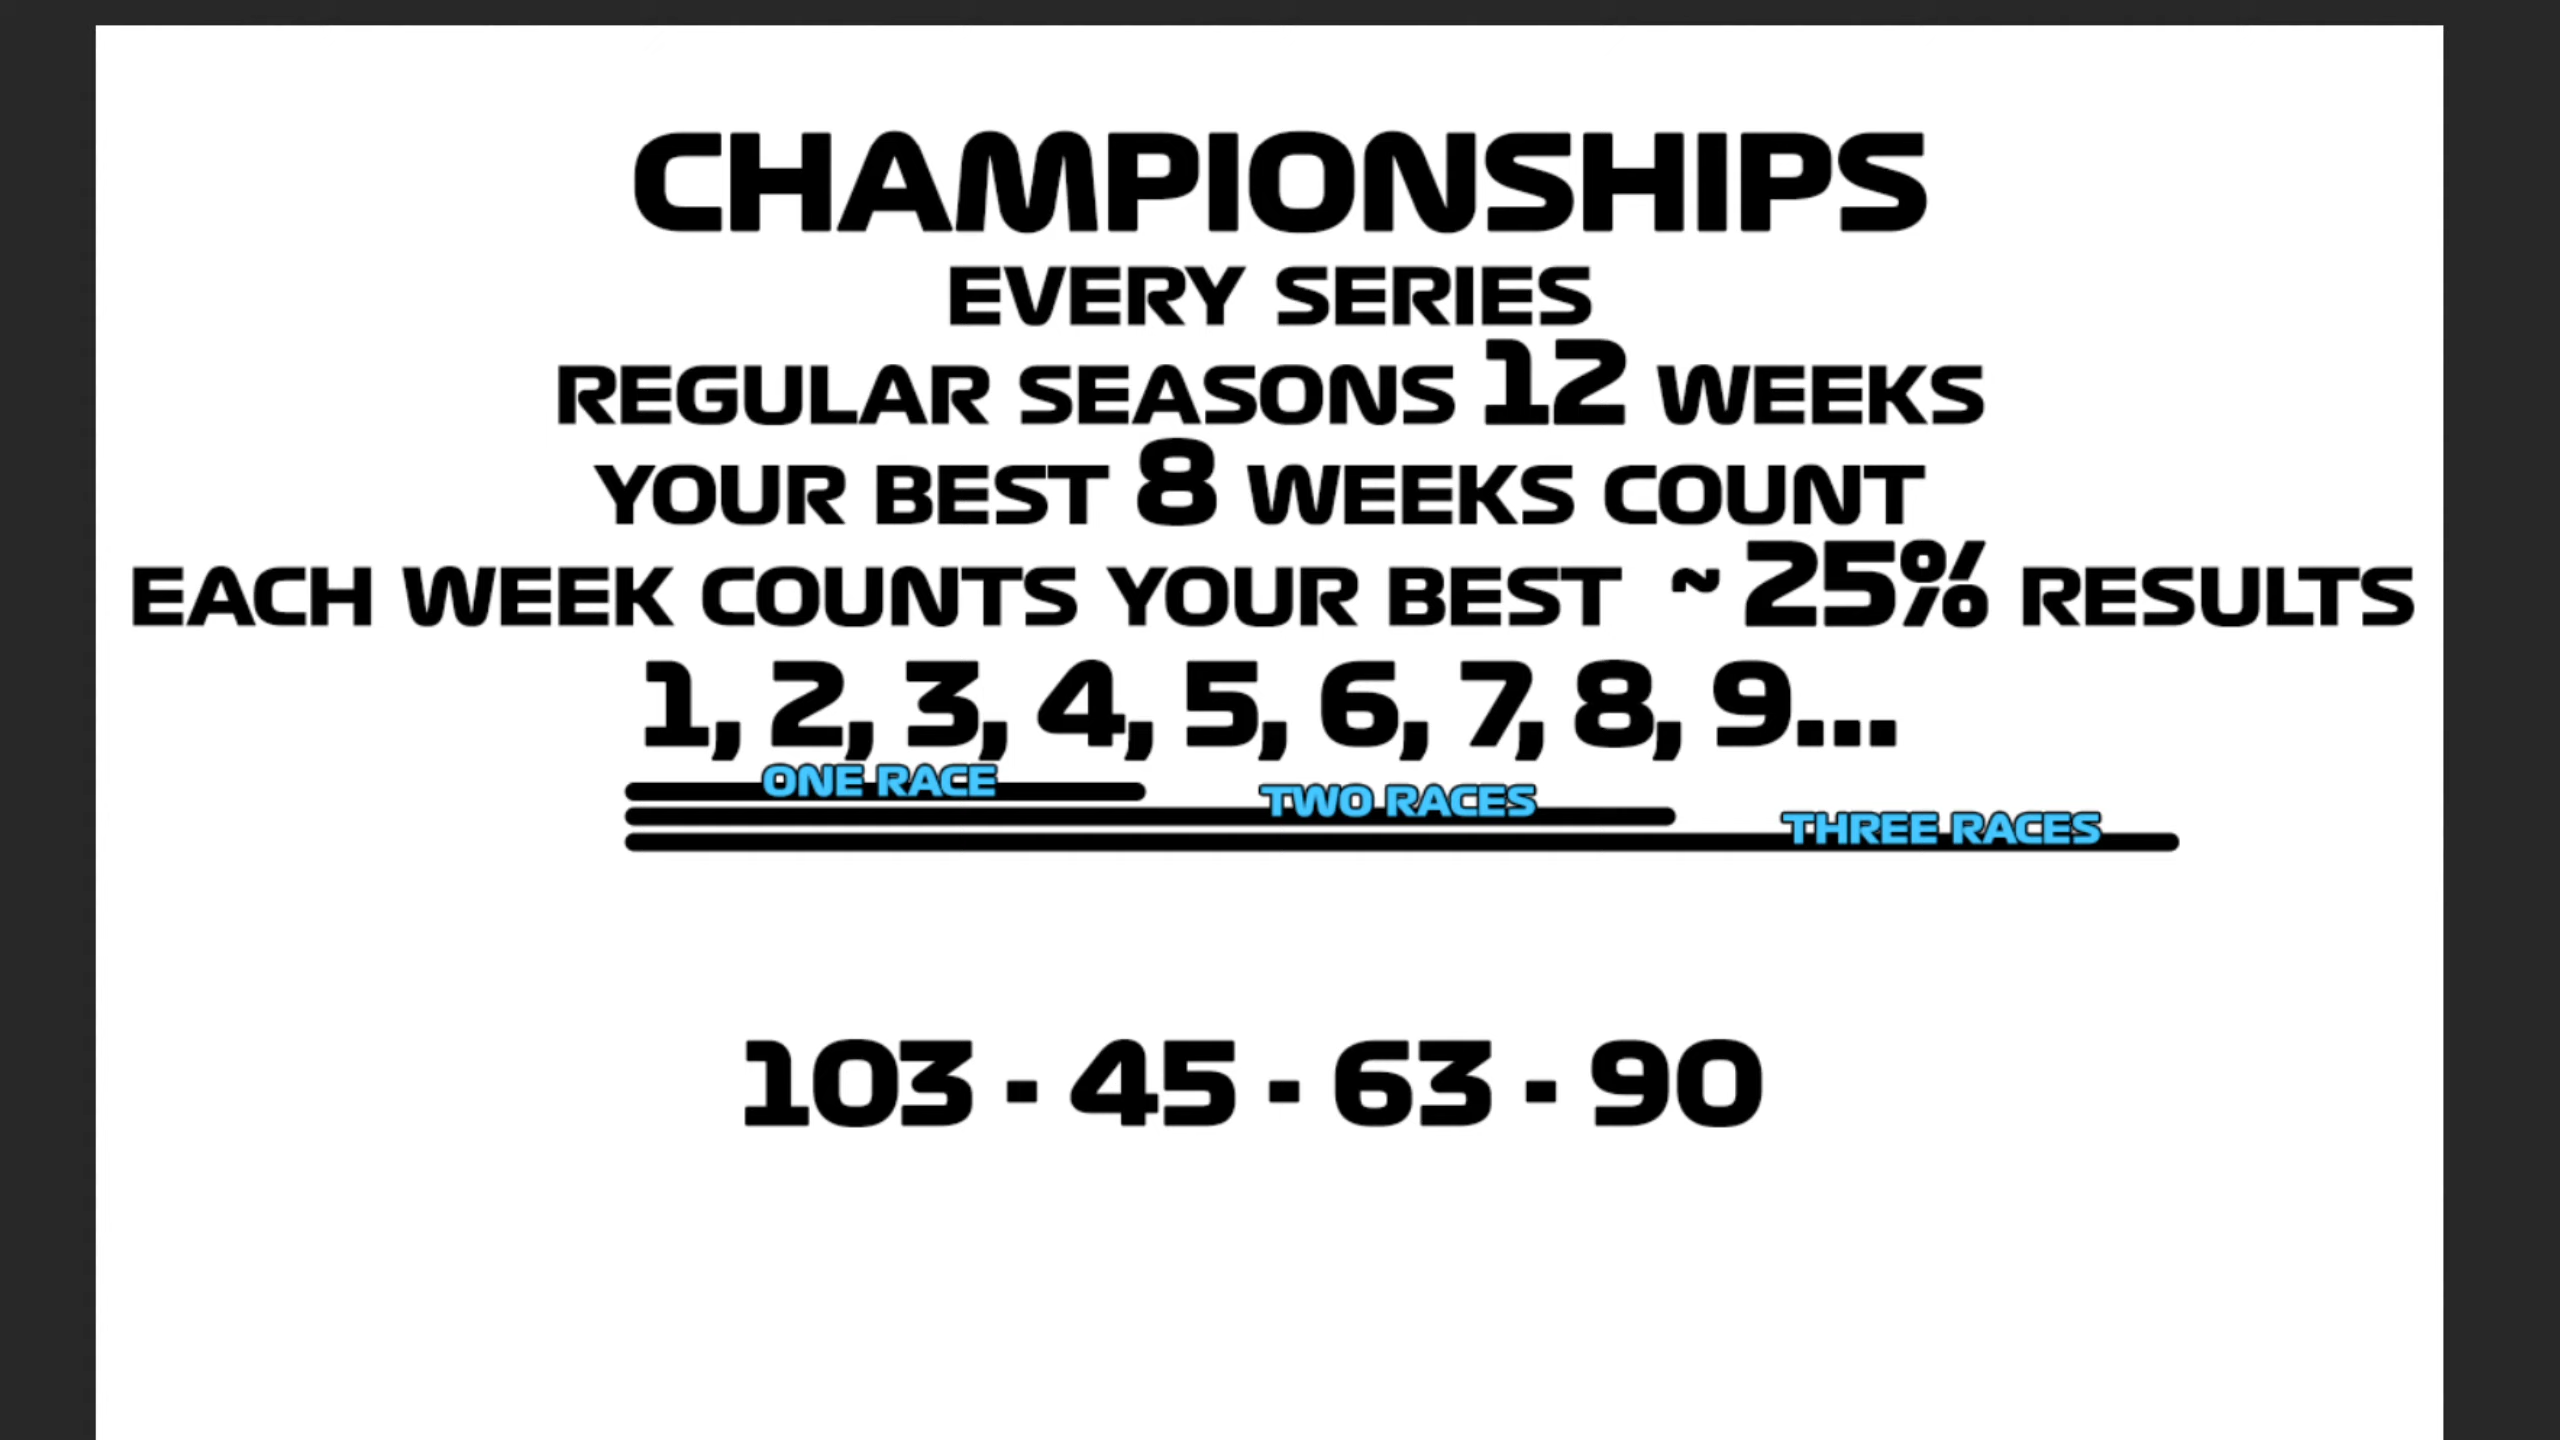 CHAMPIONSHIPS
EVERY SERIES
REGULAR SEASONS 12 WEEKS
YOUR BEST 8 WEEKS COUNT
EACH WEEK COUNTS YOUR BEST ~25% RESULTS
1, 2, 3, 4, 5, 6, 7, 8, 9...
ONE RACE
TWO RACES
THREE RACES
103 - 45 - 63 - 90